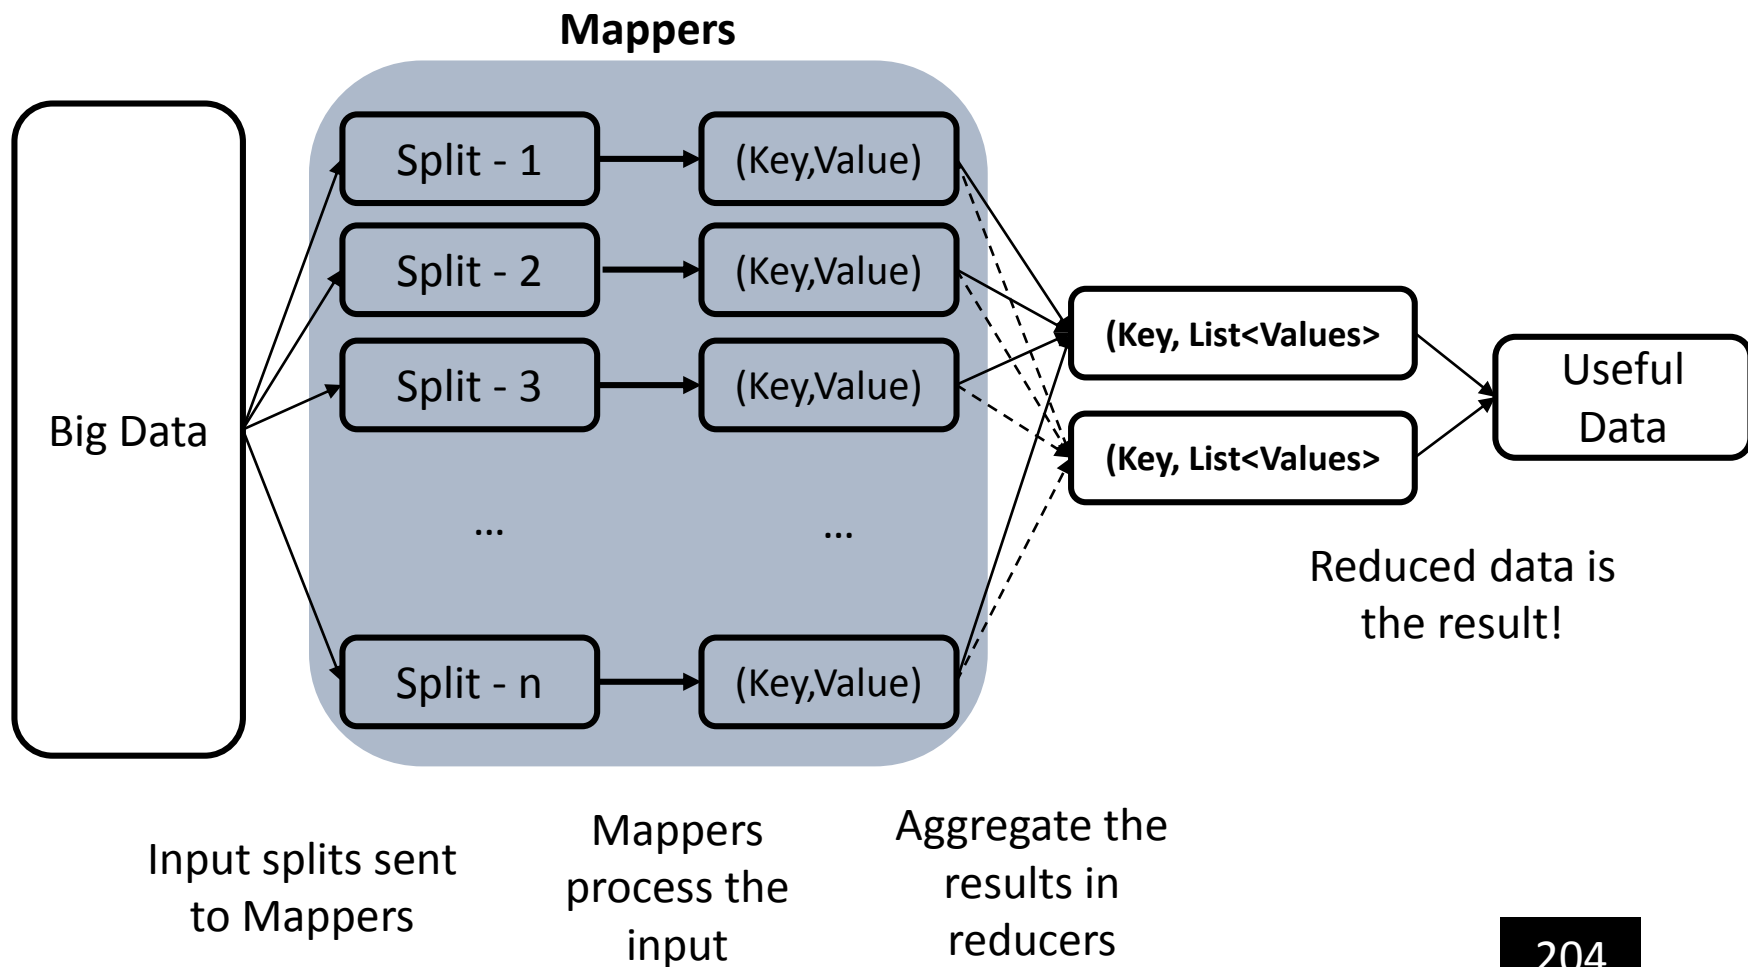 Mappers
Big Data
Split - 1
(Key,Value)
Split - 2
(Key,Value)
Split - 3
(Key,Value)
...
...
Split - n
(Key,Value)
(Key, List<Values>
(Key, List<Values>
Useful
Data
Reduced data is
the result!
Input splits sent
to Mappers
Mappers
process the
input
Aggregate the
results in
reducers
204